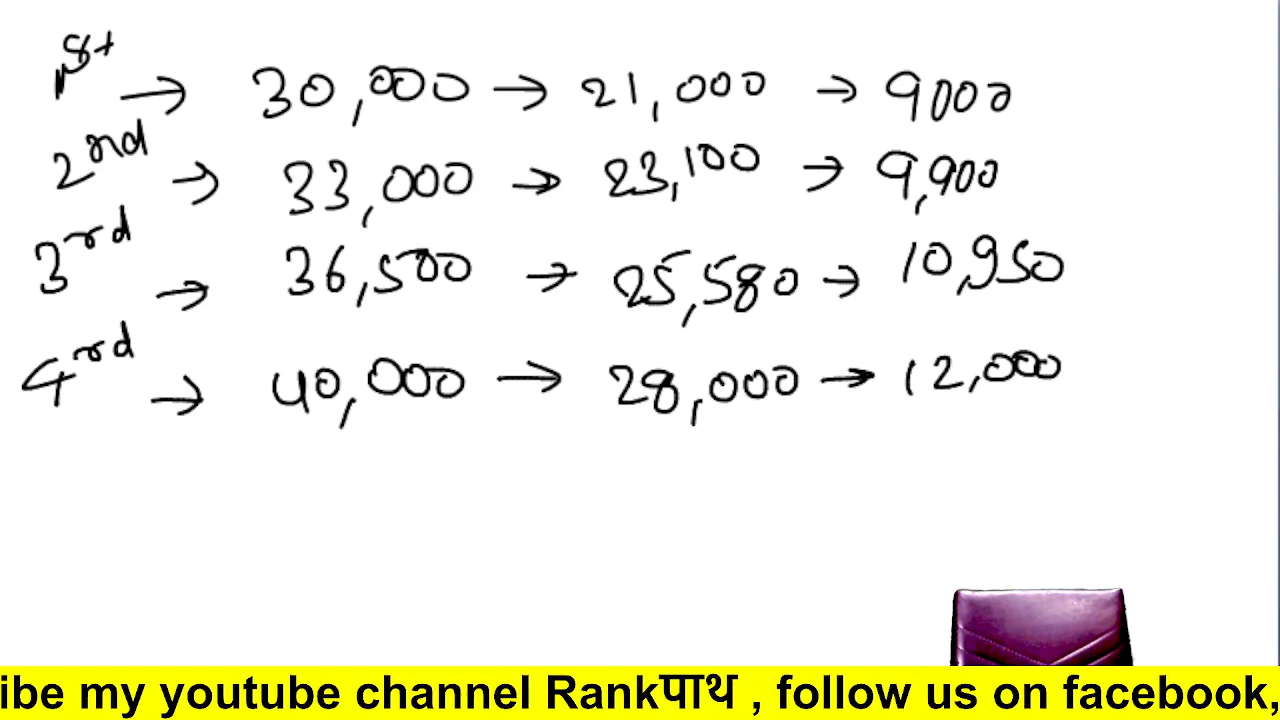 1st → 30,000 → 21,000 → 9000
2nd → 33,000 → 23,100 → 9,900
3rd → 36,500 → 25,580 → 10,950
4rd → 40,000 → 28,000 → 12,000
ibe my youtube channel Rankपाथ , follow us on facebook,